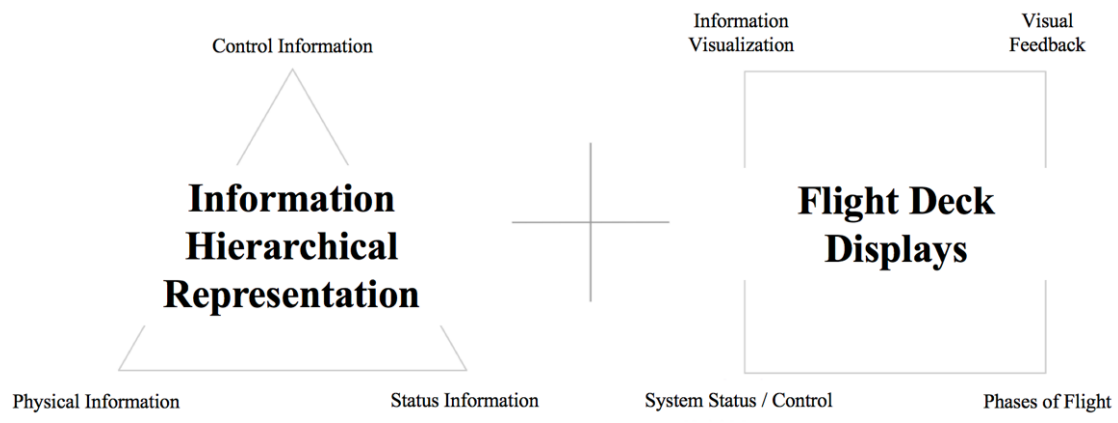 Control Information
Information
Hierarchical
Representation
Physical Information
Status Information
Information
Visualization
Visual
Feedback
Flight Deck
Displays
System Status / Control
Phases of Flight